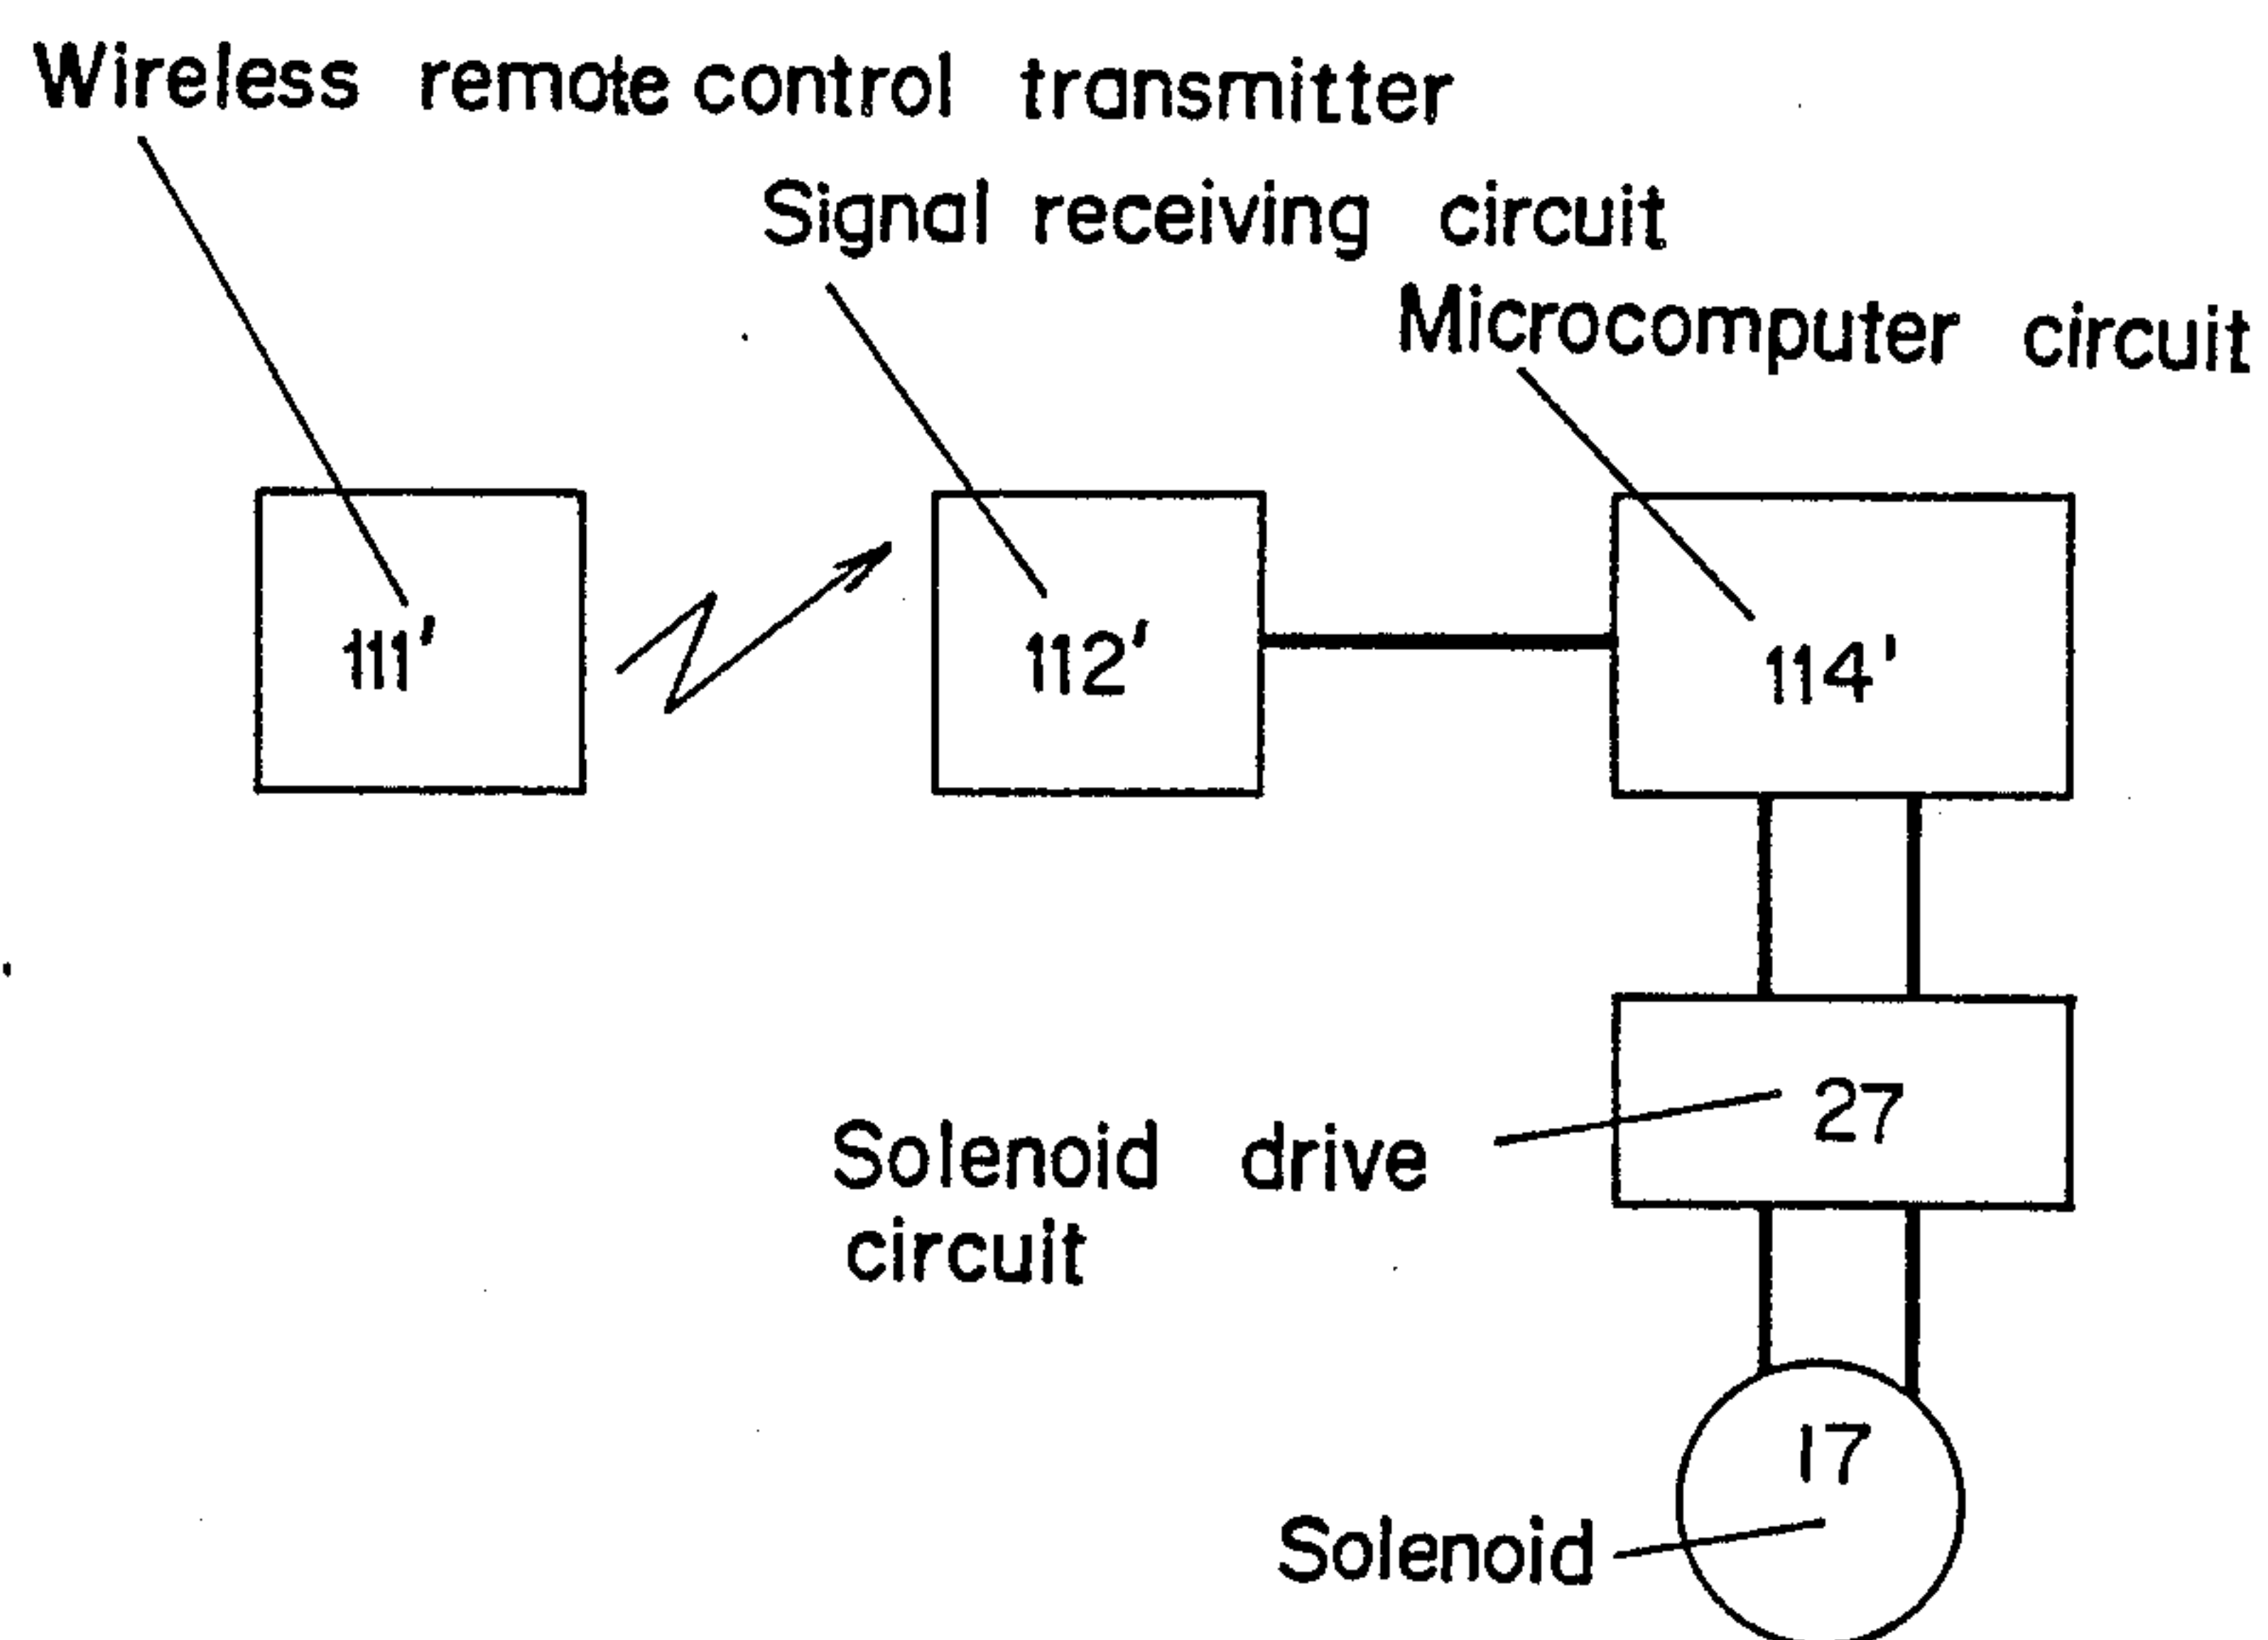 Wireless remote control transmitter
Signal receiving circuit
Microcomputer circuit
111'
112'
114'
27
Solenoid drive
circuit
17
Solenoid